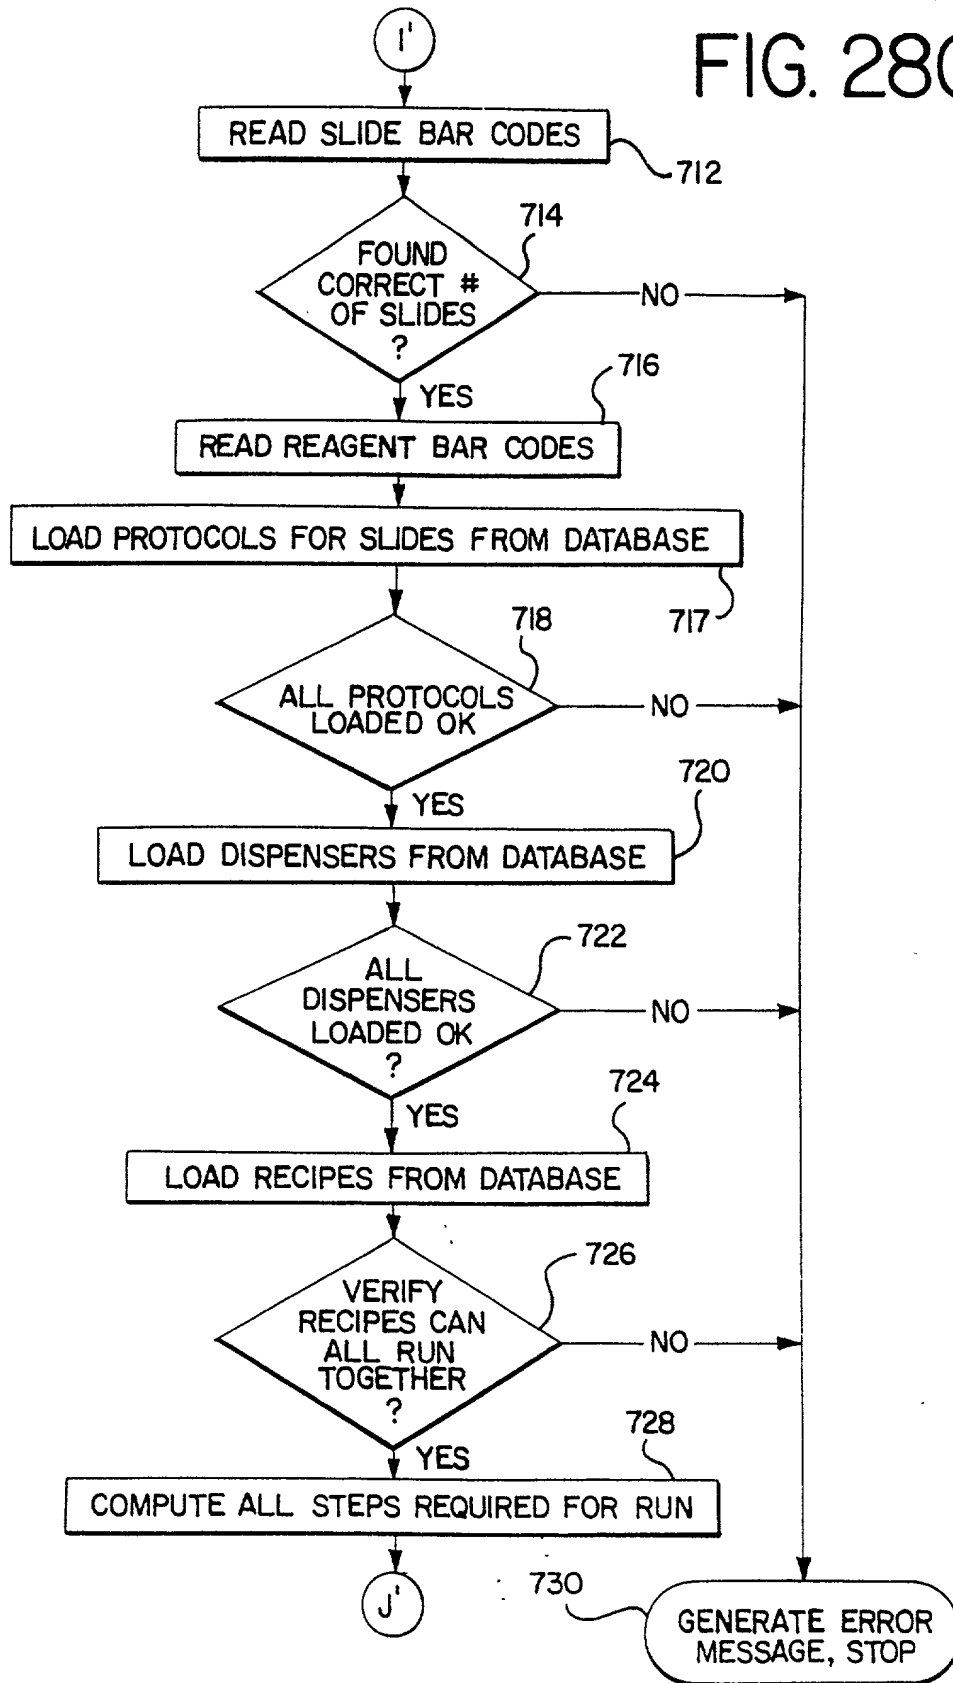 I'
FIG. 28
READ SLIDE BAR CODES
712
714
FOUND
CORRECT #
OF SLIDES
?
NO
YES
716
READ REAGENT BAR CODES
LOAD PROTOCOLS FOR SLIDES FROM DATABASE
717
718
ALL PROTOCOLS
LOADED OK
NO
YES
720
LOAD DISPENSERS FROM DATABASE
722
ALL
DISPENSERS
LOADED OK
?
NO
YES
724
LOAD RECIPES FROM DATABASE
726
VERIFY
RECIPES CAN
ALL RUN
TOGETHER
?
NO
YES
728
COMPUTE ALL STEPS REQUIRED FOR RUN
J'
730
GENERATE ERROR
MESSAGE, STOP